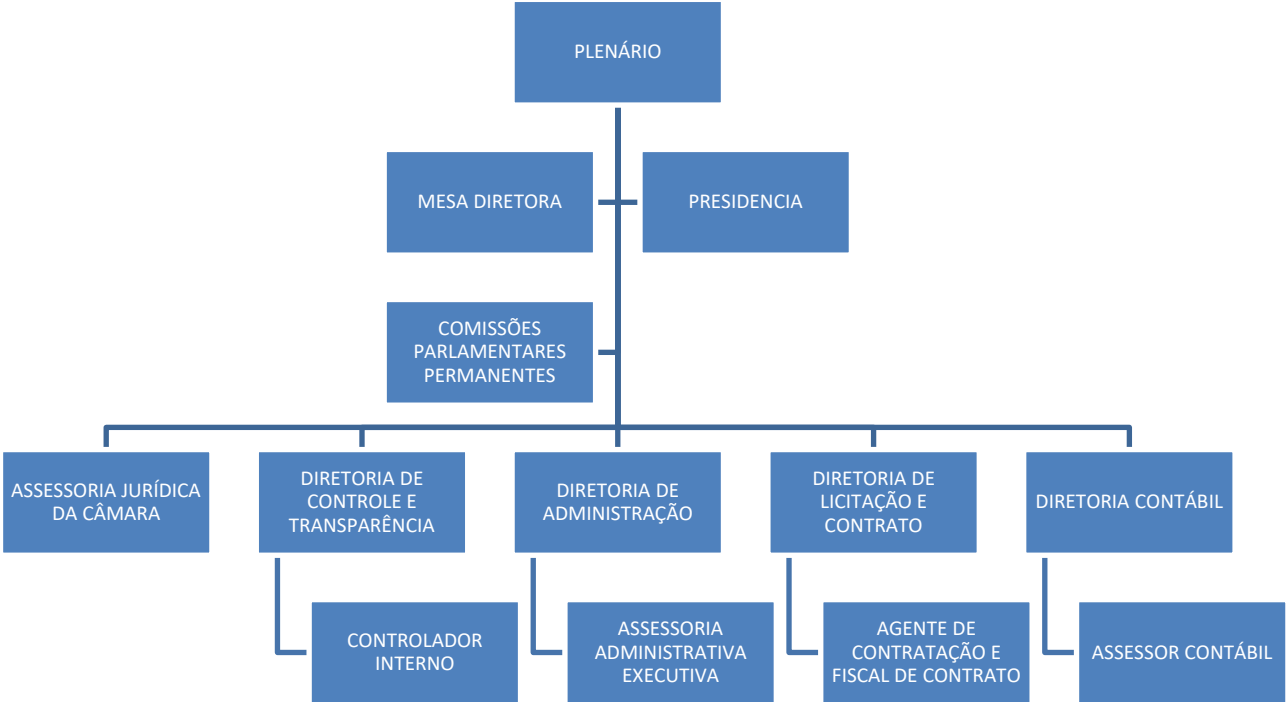 PLENÁRIO
MESA DIRETORA
PRESIDENCIA
COMISSÕES
PARLAMENTARES
PERMANENTES
ASSESSORIA JURÍDICA
DA CÂMARA
DIRETORIA DE
CONTROLE E
TRANSPARÊNCIA
DIRETORIA DE
ADMINISTRAÇÃO
DIRETORIA DE
LICITAÇÃO E
CONTRATO
DIRETORIA CONTÁBIL
CONTROLADOR
INTERNO
ASSESSORIA
ADMINISTRATIVA
EXECUTIVA
AGENTE DE
CONTRATAÇÃO E
FISCAL DE CONTRATO
ASSESSOR CONTÁBIL